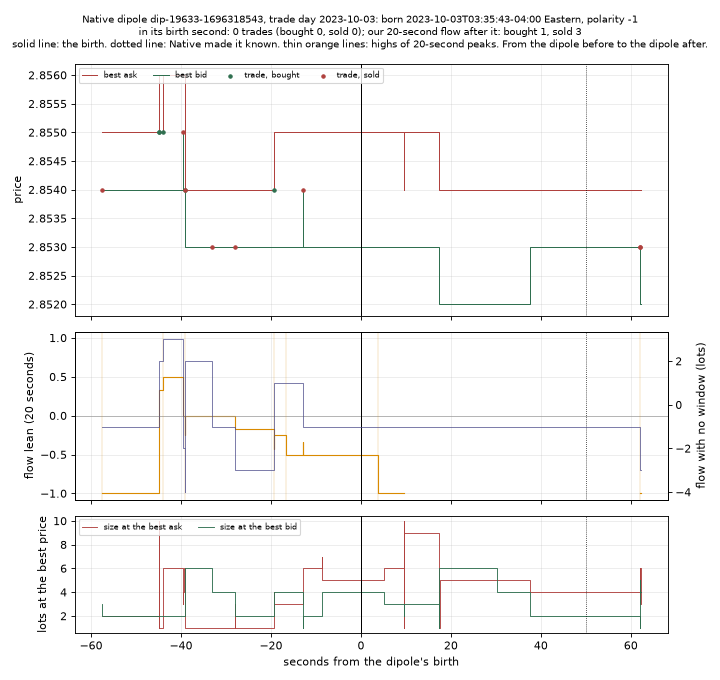 Native dipole dip-19633-1696318543, trade day 2023-10-03: born 2023-10-03T03:35:43-04:00 Eastern, polarity -1
in its birth second: 0 trades (bought 0, sold 0); our 20-second flow after it: bought 1, sold 3
solid line: the birth. dotted line: Native made it known. thin orange lines: highs of 20-second peaks. From the dipole before to the dipole after.
best ask best bid trade, bought trade, sold
2.8560
2.8555
2.8550
2.8545
2.8540
2.8535
2.8530
2.8525
2.8520
price
1.0
0.5
0.0
−0.5
−1.0
flow lean (20 seconds)
2
0
−2
−4
flow with no window (lots)
size at the best ask size at the best bid
10
8
6
4
2
lots at the best price
−60 −40 −20 0 20 40 60
seconds from the dipole's birth